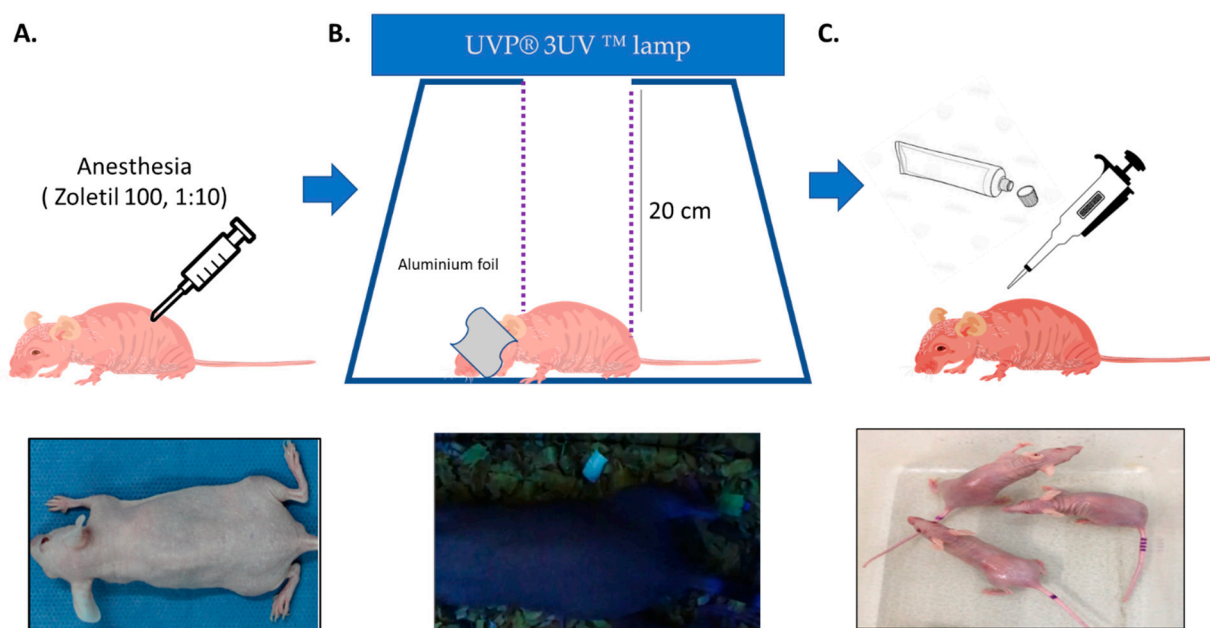 A.
B.
C.
UVP® 3UV ™ lamp
Anesthesia
( Zoletil 100, 1:10)
20 cm
Aluminium foil